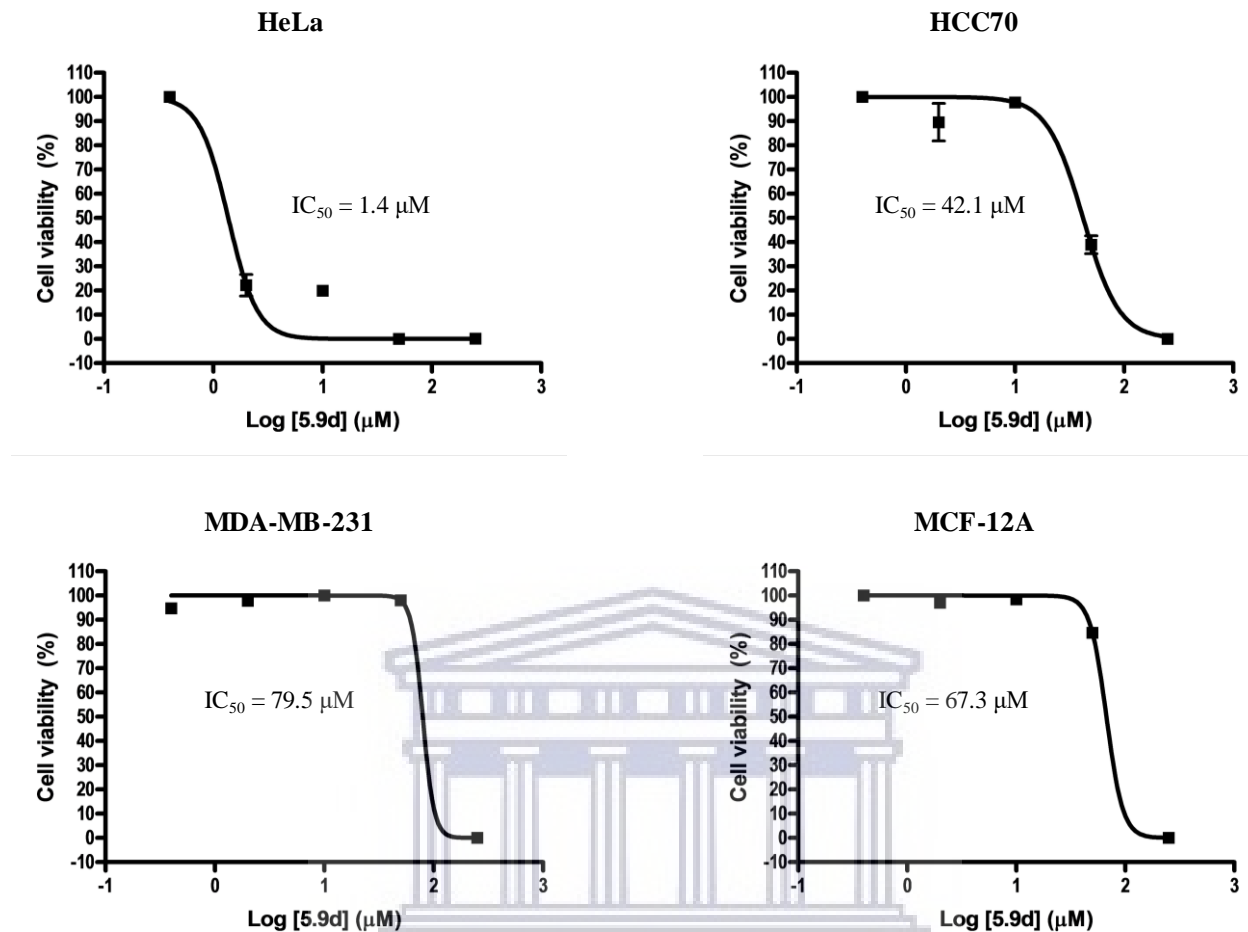 HeLa
110
100
90
80
70
60
50
40
30
20
10
0
-10
Cell viability (%)
IC50 = 1.4 μM
-1 0 1 2 3
Log [5.9d] (μM)
HCC70
110
100
90
80
70
60
50
40
30
20
10
0
-10
Cell viability (%)
IC50 = 42.1 μM
-1 0 1 2 3
Log [5.9d] (μM)
MDA-MB-231
110
100
90
80
70
60
50
40
30
20
10
0
-10
Cell viability (%)
IC50 = 79.5 μM
-1 0 1 2 3
Log [5.9d] (μM)
MCF-12A
110
100
90
80
70
60
50
40
30
20
10
0
-10
Cell viability (%)
IC50 = 67.3 μM
-1 0 1 2 3
Log [5.9d] (μM)